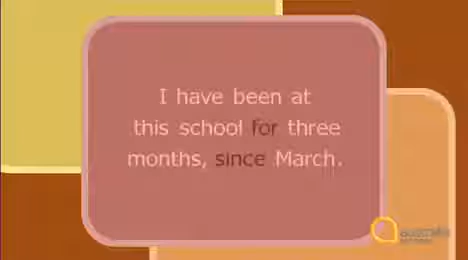 I have been at
this school for three
months, since March.